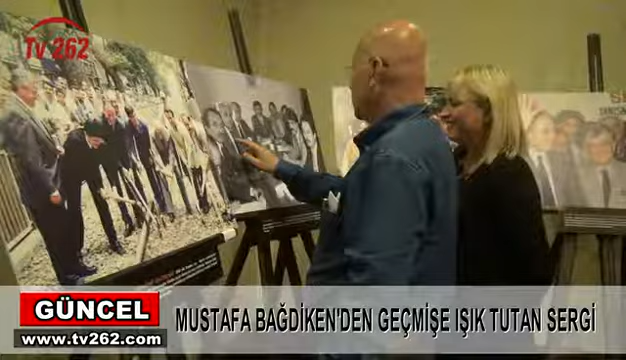 Tv 262
GÜNCEL
www.tv262.com
MUSTAFA BAĞDİKEN'DEN GEÇMİŞE IŞIK TUTAN SERGİ